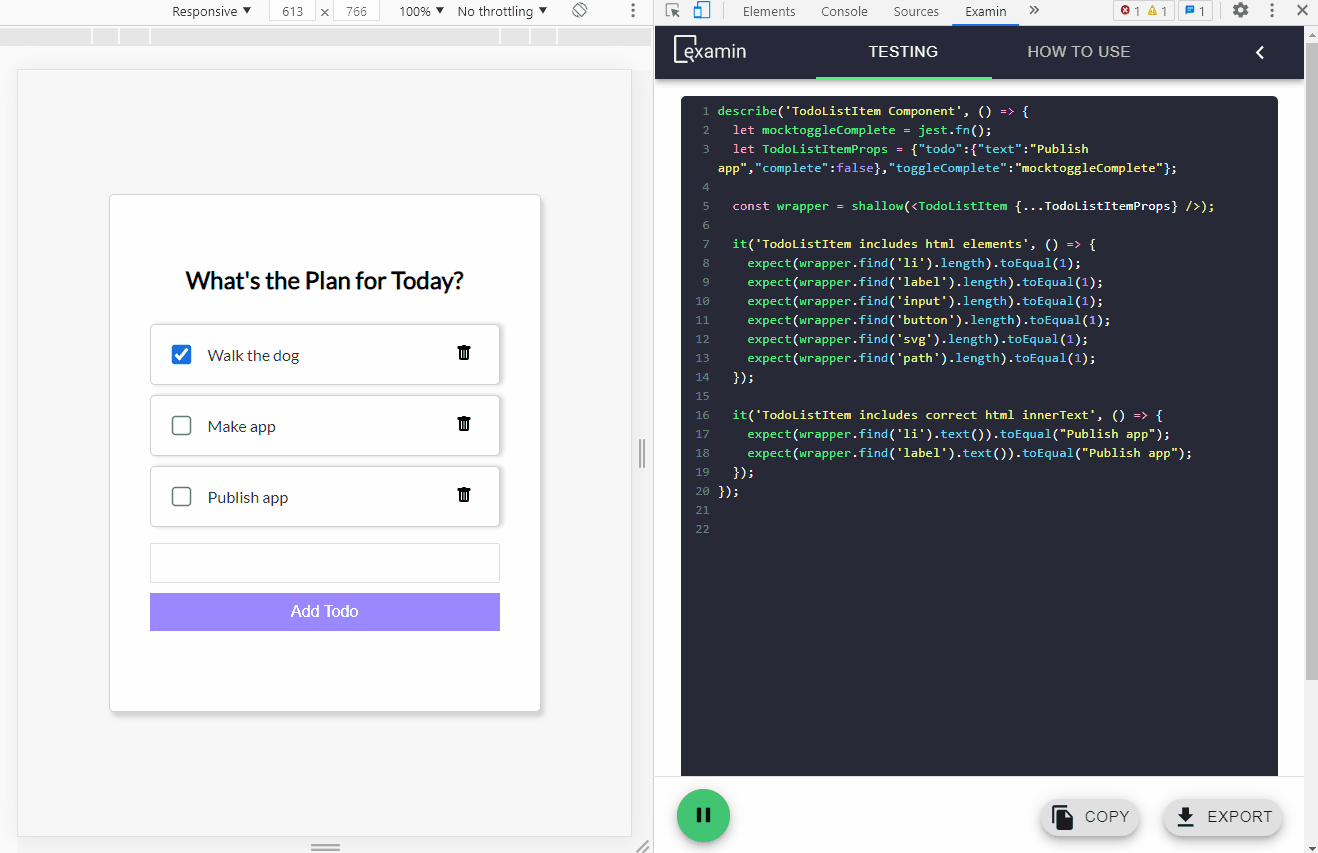 Responsive ▼ 613 x 766 100% ▼ No throttling ▼
Elements Console Sources Examin » 1 1 1
examin TESTING HOW TO USE
What's the Plan for Today?
Walk the dog
Make app
Publish app
Add Todo
1 describe('TodoListItem Component', () => {
2 let mocktoggleComplete = jest.fn();
3 let TodoListItemProps = {"todo":{"text":"Publish
app","complete":false},"toggleComplete":"mocktoggleComplete"};
4
5 const wrapper = shallow(<TodoListItem {...TodoListItemProps} />);
6
7 it('TodoListItem includes html elements', () => {
8 expect(wrapper.find('li').length).toEqual(1);
9 expect(wrapper.find('label').length).toEqual(1);
10 expect(wrapper.find('input').length).toEqual(1);
11 expect(wrapper.find('button').length).toEqual(1);
12 expect(wrapper.find('svg').length).toEqual(1);
13 expect(wrapper.find('path').length).toEqual(1);
14 });
15
16 it('TodoListItem includes correct html innerText', () => {
17 expect(wrapper.find('li').text()).toEqual("Publish app");
18 expect(wrapper.find('label').text()).toEqual("Publish app");
19 });
20 });
21
22
COPY
EXPORT